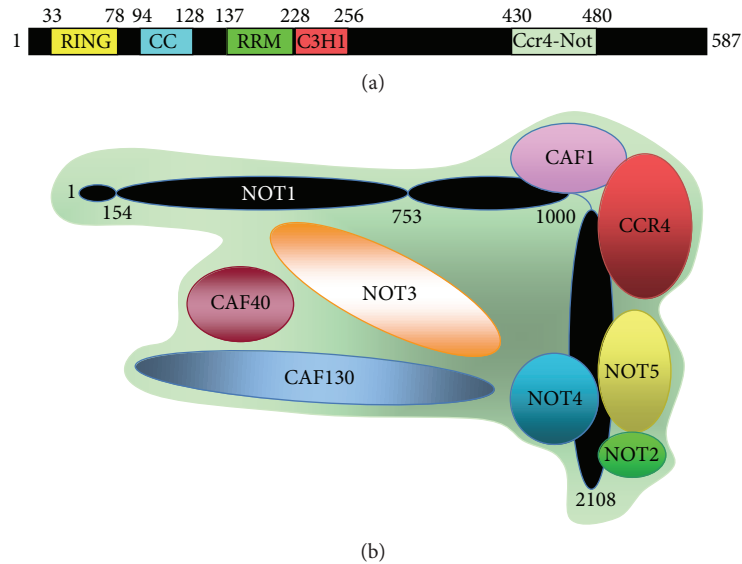 33 78 94 128 137 228 256 430 480
1 RING CC RRM C3H1 Ccr4-Not 587
(a)
CAF1
1 NOT1
154 753 1000 CCR4
NOT3
CAF40
CAF130 NOT4 NOT5
NOT2
2108
(b)